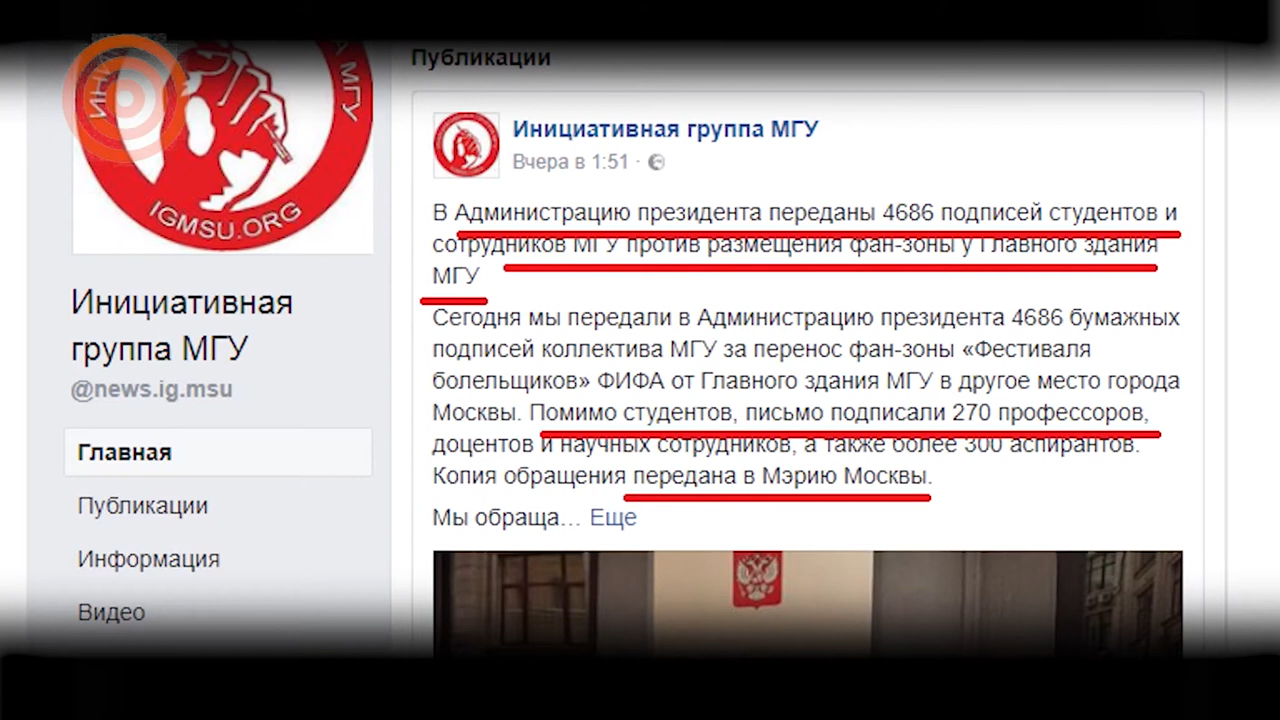 ИНИ
А МГУ
IGMSU.ORG
Инициативная
группа МГУ
@news.ig.msu
Главная
Публикации
Информация
Видео
Публикации
Инициативная группа МГУ
Вчера в 1:51 ·
В Администрацию президента переданы 4686 подписей студентов и
сотрудников МГУ против размещения фан-зоны у Главного здания
МГУ
Сегодня мы передали в Администрацию президента 4686 бумажных
подписей коллектива МГУ за перенос фан-зоны «Фестиваля
болельщиков» ФИФА от Главного здания МГУ в другое место города
Москвы. Помимо студентов, письмо подписали 270 профессоров,
доцентов и научных сотрудников, а также более 300 аспирантов.
Копия обращения передана в Мэрию Москвы.
Мы обраща… Еще